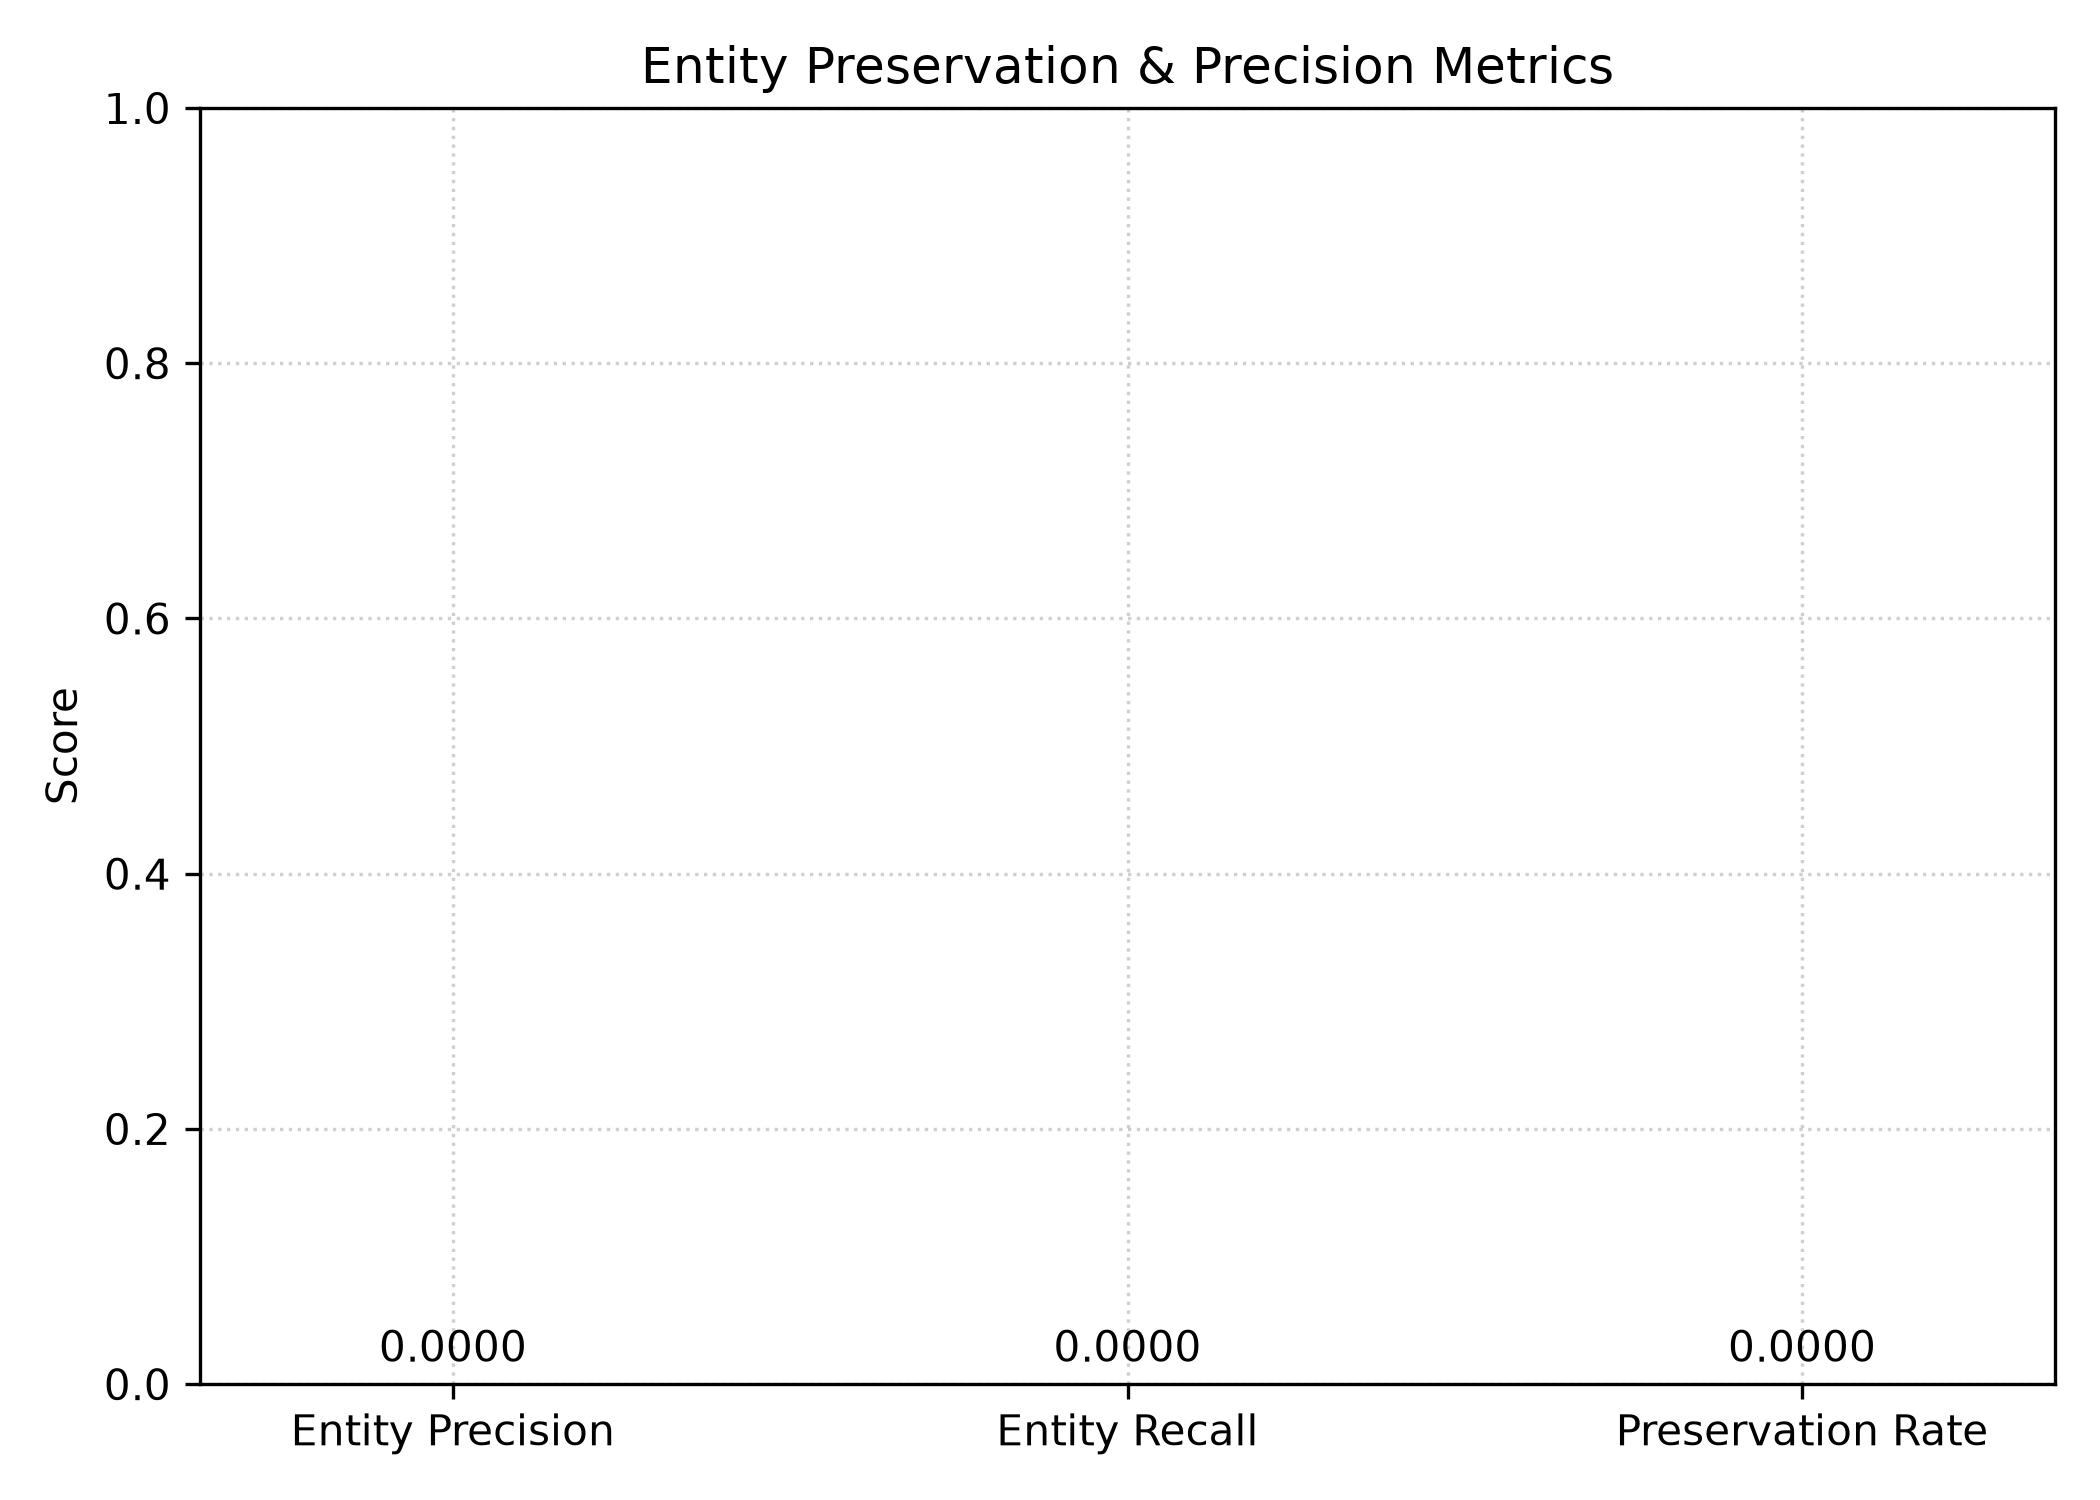 Entity Preservation & Precision Metrics
1.0
0.8
0.6
0.4
0.2
0.0
Score
0.0000 0.0000 0.0000
Entity Precision Entity Recall Preservation Rate